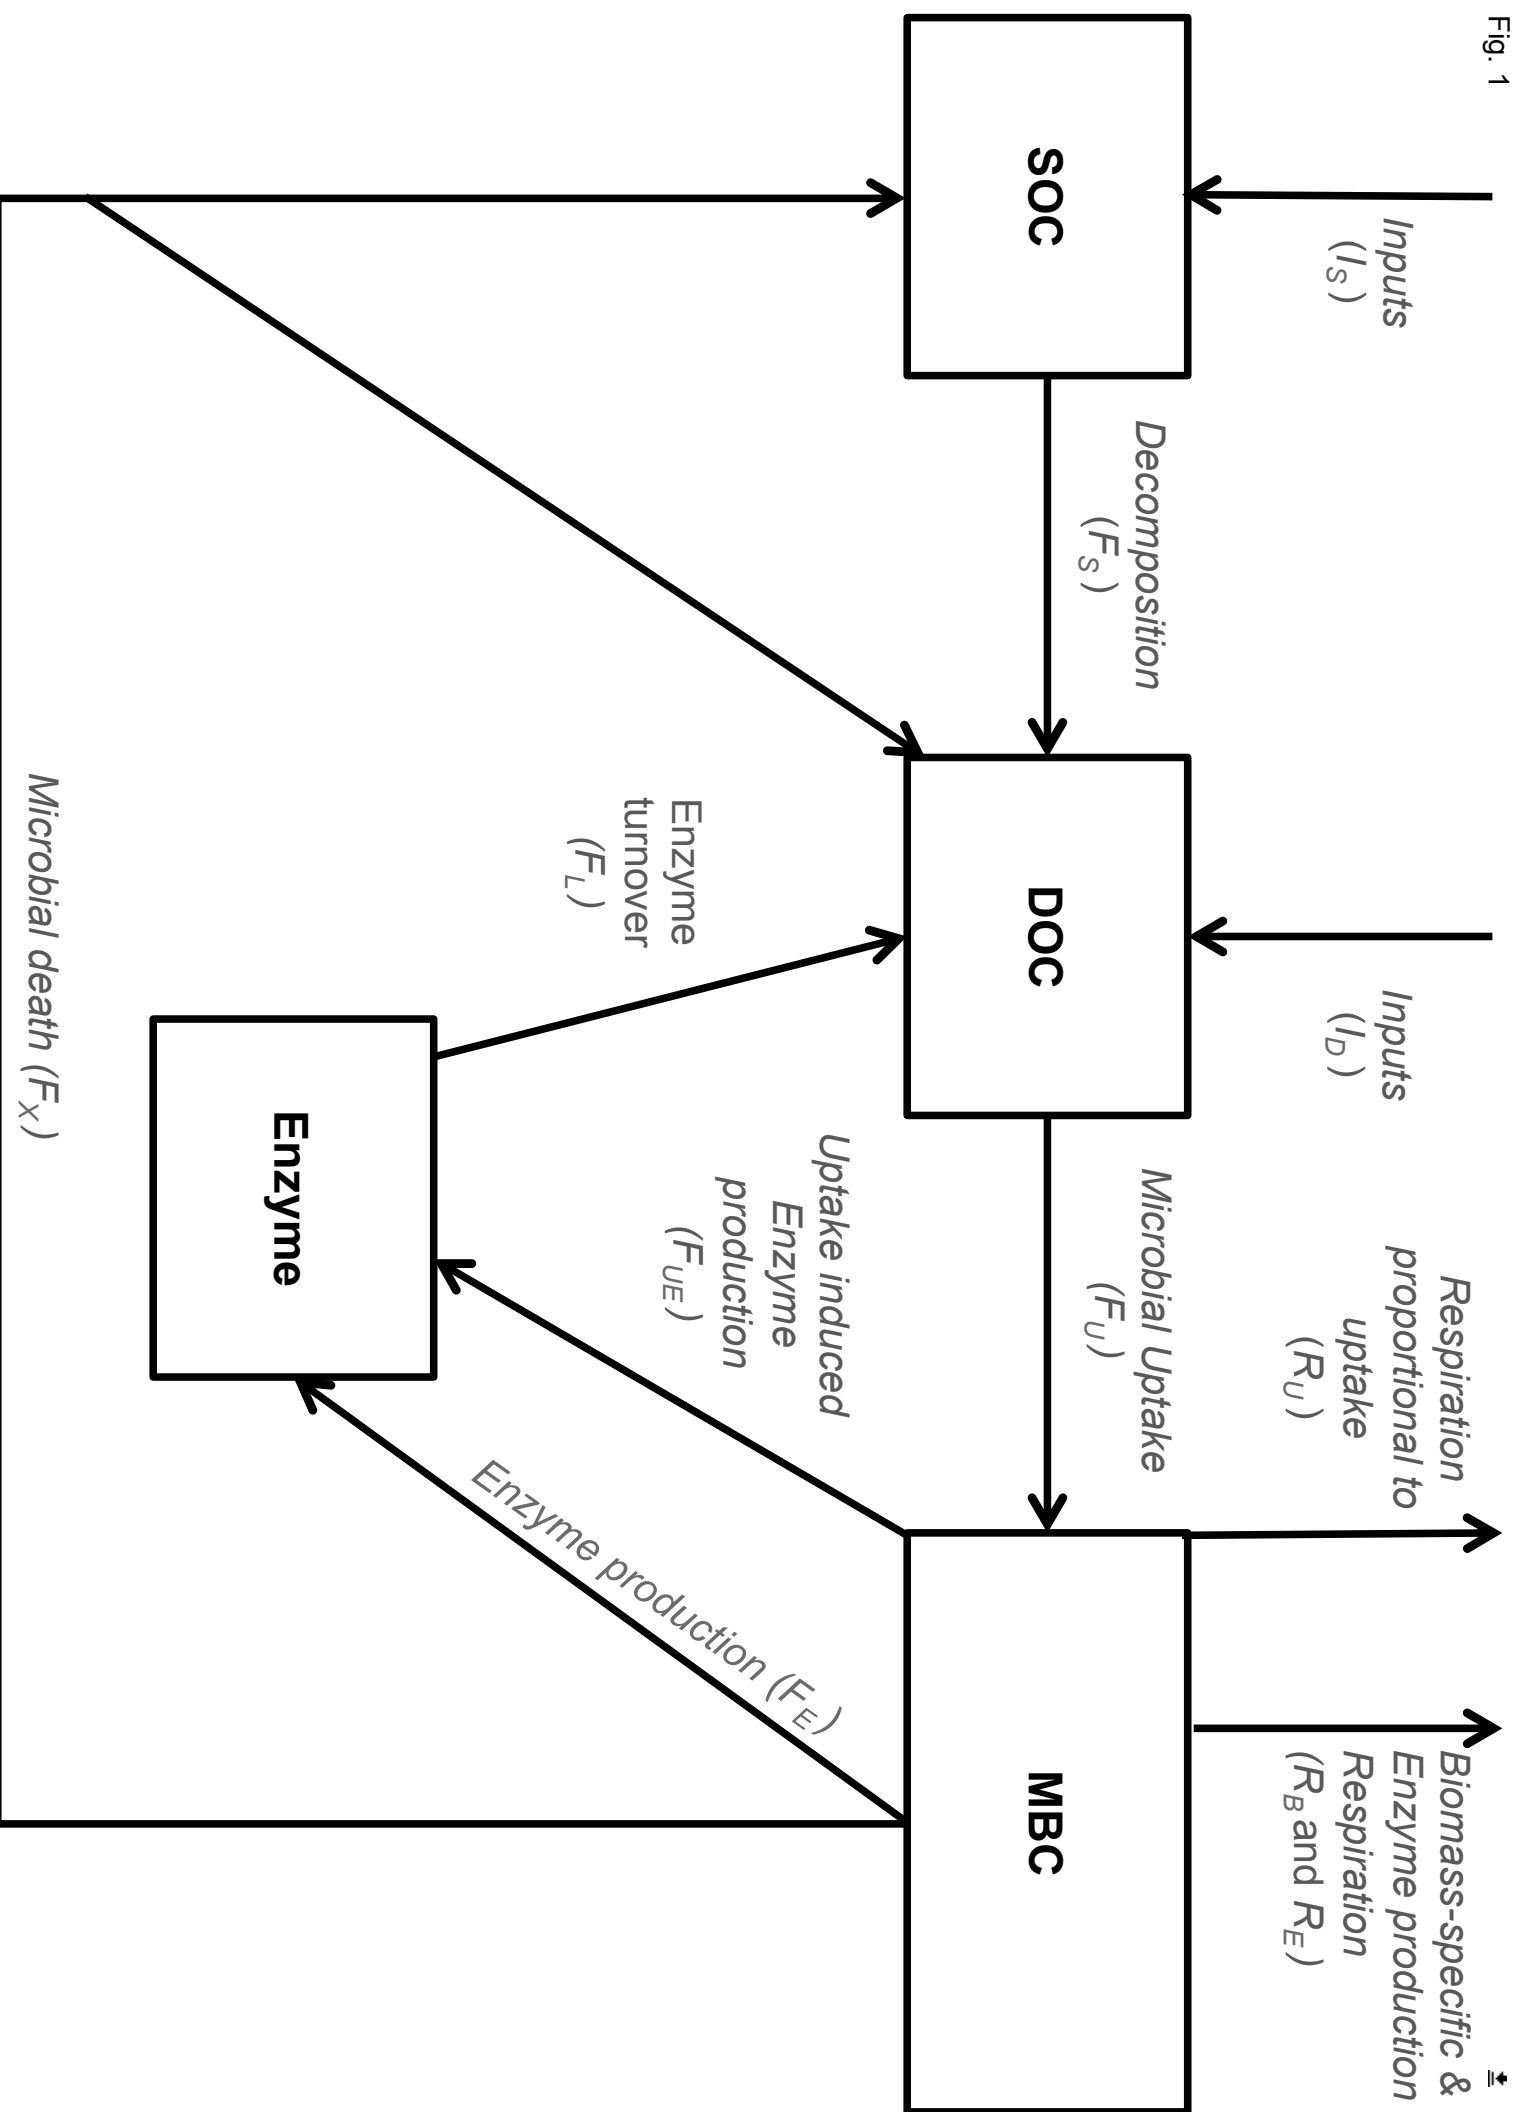 Fig. 1
Inputs
(I_S)
Inputs
(I_D)
Respiration
proportional to
uptake
(R_U)
Biomass-specific &
Enzyme production
Respiration
(R_B and R_E)
SOC
Decomposition
(F_S)
DOC
Microbial Uptake
(F_U)
MBC
Enzyme
turnover
(F_L)
Uptake induced
Enzyme
production
(F_UE)
Enzyme production (F_E)
Enzyme
Microbial death (F_X)